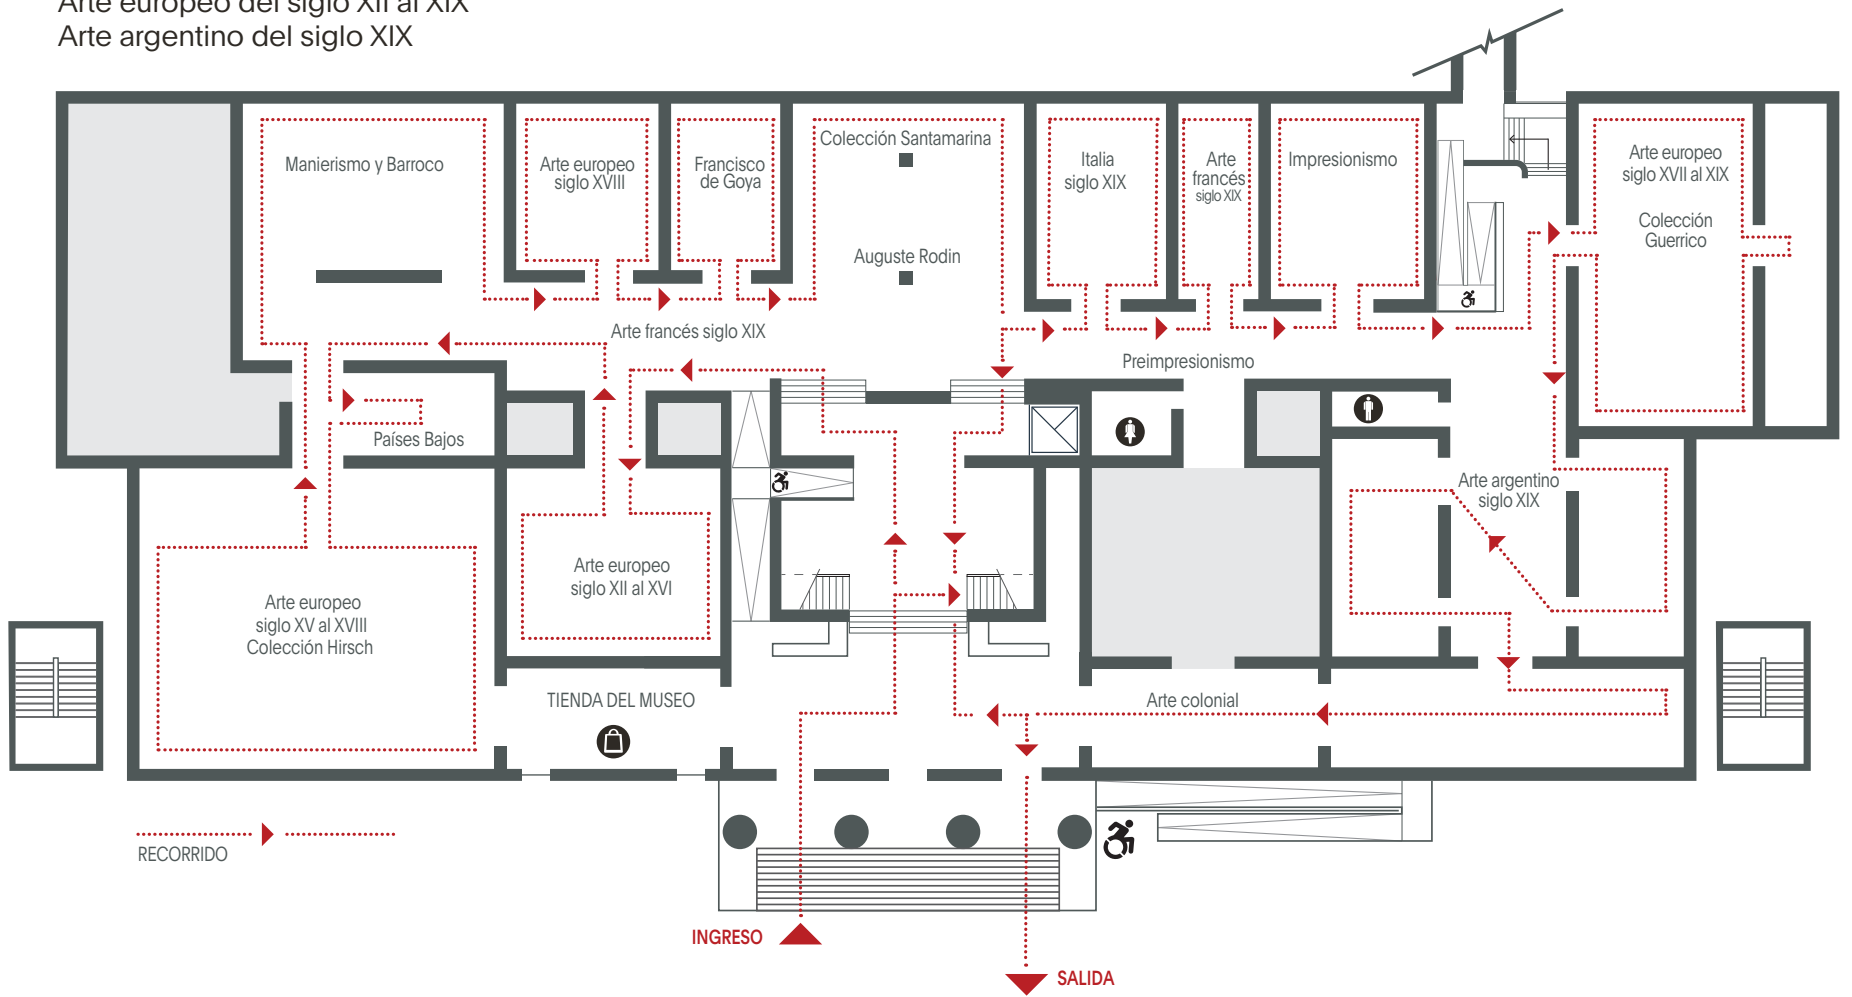 Arte europeo del siglo XII al XIX
Arte argentino del siglo XIX
Manierismo y Barroco
Arte europeo
siglo XVIII
Francisco
de Goya
Colección Santamarina
Auguste Rodin
Italia
siglo XIX
Arte
francés
siglo XIX
Impresionismo
Arte europeo
siglo XVII al XIX
Colección
Guerrico
Arte francés siglo XIX
Preimpresionismo
Países Bajos
Arte argentino
siglo XIX
Arte europeo
siglo XII al XVI
Arte europeo
siglo XV al XVIII
Colección Hirsch
TIENDA DEL MUSEO
Arte colonial
RECORRIDO
INGRESO
SALIDA